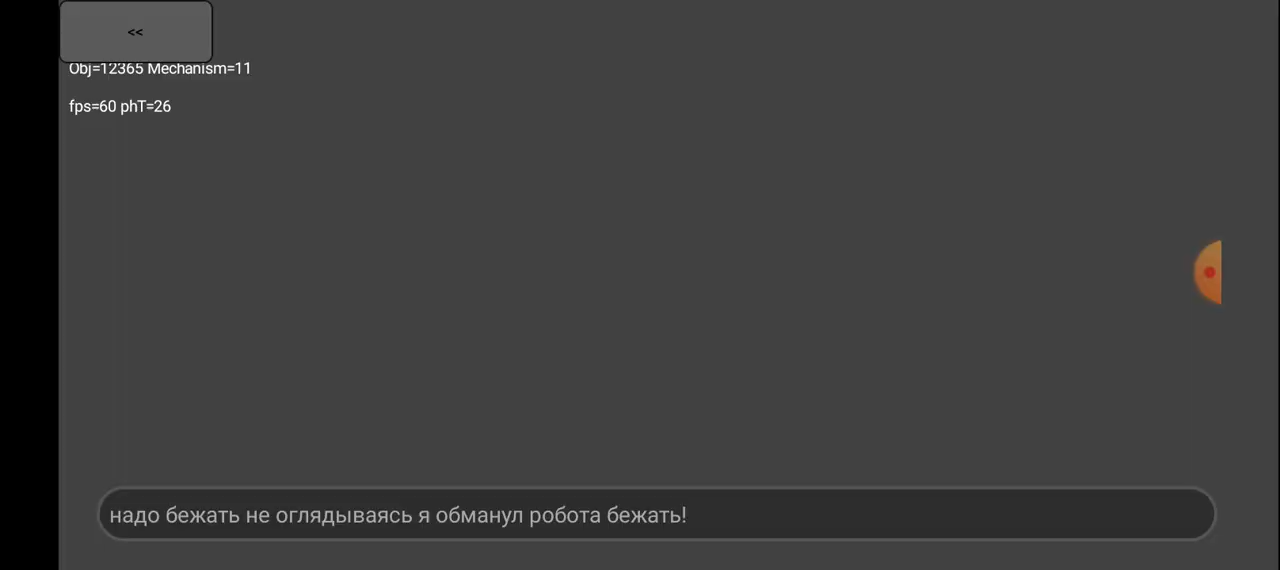 <<
Obj=12365 Mechanism=11
fps=60 phT=26
надо бежать не оглядываясь я обманул робота бежать!